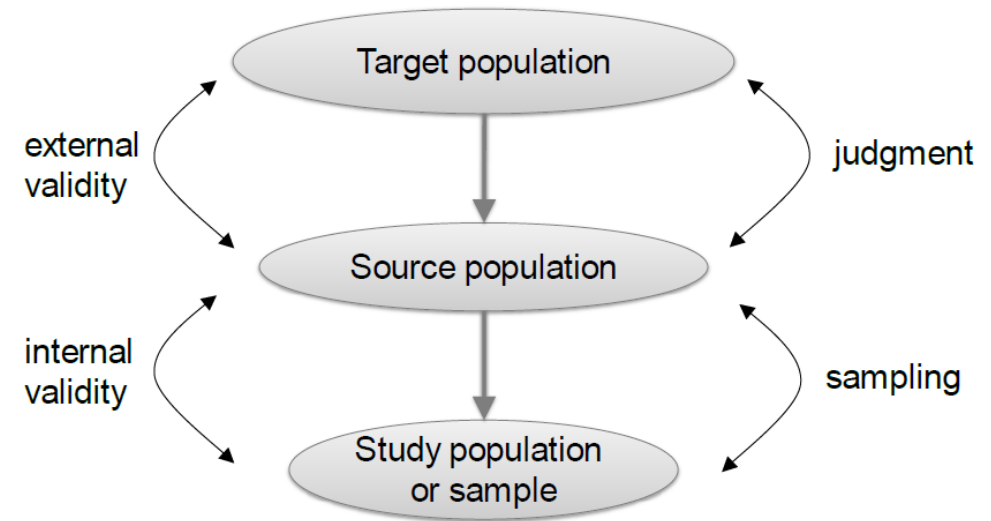 Target population
external
validity
judgment
Source population
internal
validity
sampling
Study population
or sample